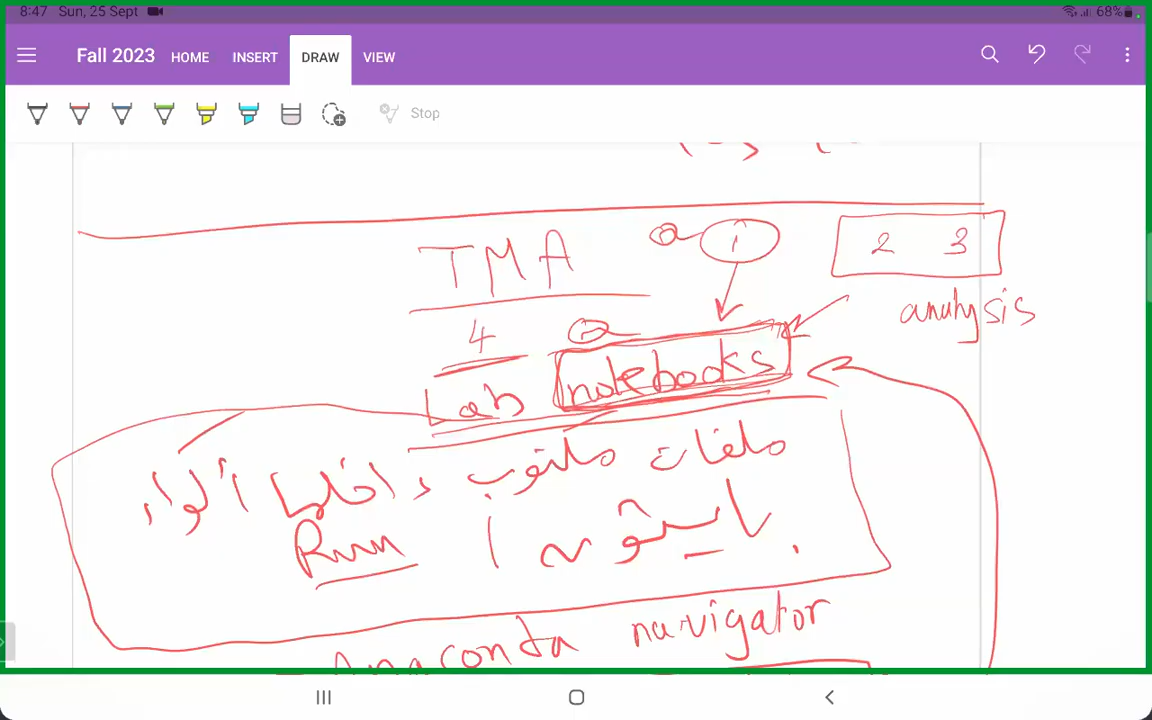 8:47 Sun, 25 Sept 68%
Fall 2023 HOME INSERT DRAW VIEW
Stop
TMA 1 2 3
analysis
4
Lab notebooks
ملفات مكتوب داخلها أكواد
بايثون Run
Anaconda navigator